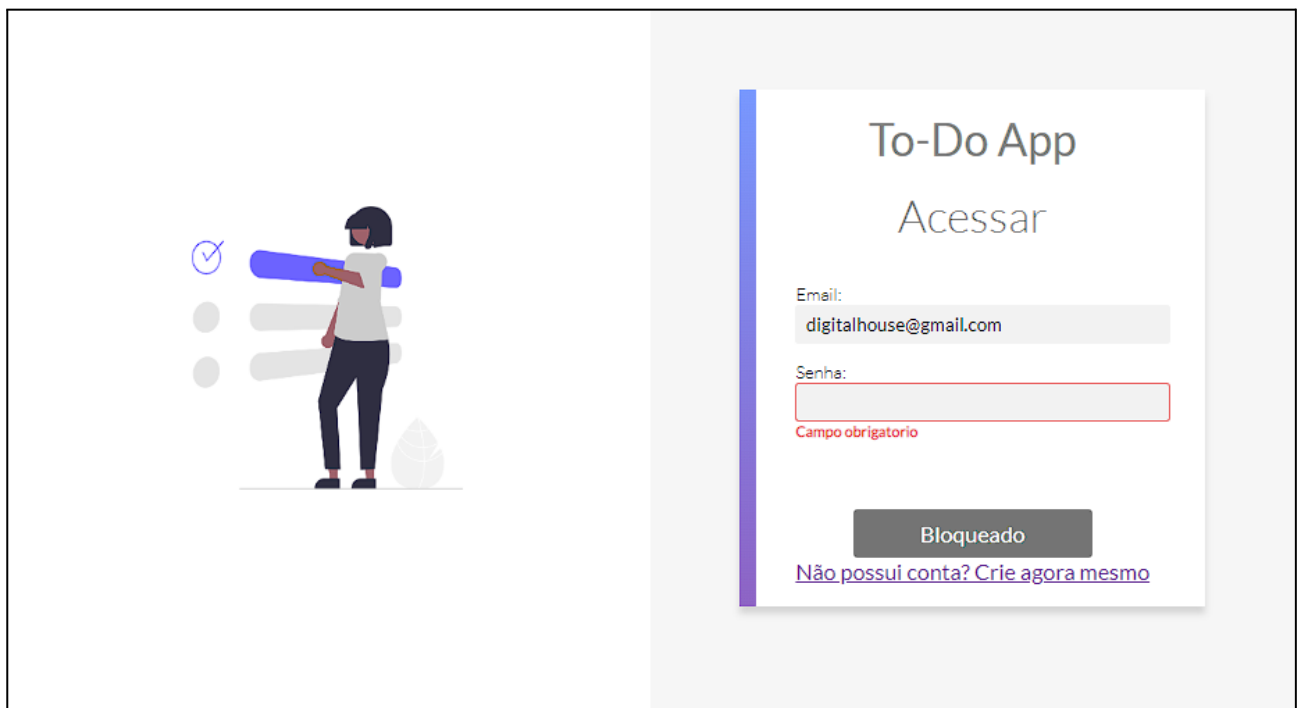 To-Do App
Acessar
Email:
digitalhouse@gmail.com
Senha:
Campo obrigatorio
Bloqueado
Não possui conta? Crie agora mesmo